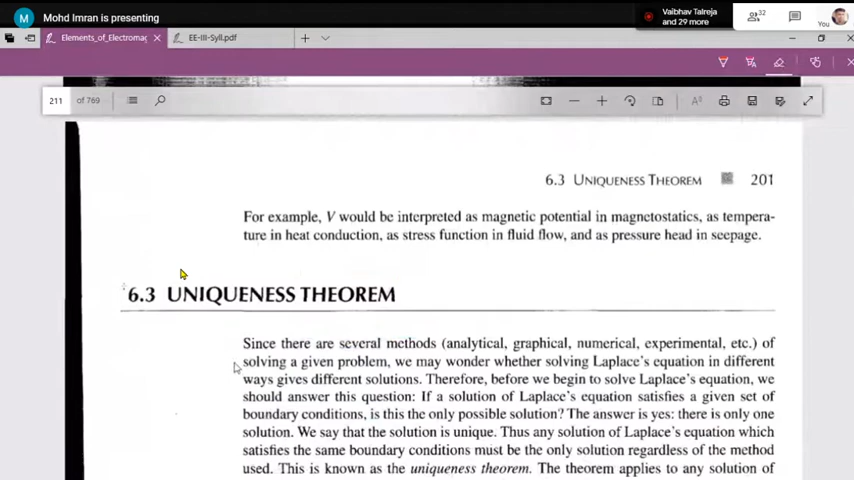 M Mohd Imran is presenting
Vaibhav Talreja
and 29 more
32
You
Elements_of_Electromag
EE-III-Syll.pdf
211 of 769
6.3 UNIQUENESS THEOREM 201
For example, V would be interpreted as magnetic potential in magnetostatics, as tempera-
ture in heat conduction, as stress function in fluid flow, and as pressure head in seepage.
6.3 UNIQUENESS THEOREM
Since there are several methods (analytical, graphical, numerical, experimental, etc.) of
solving a given problem, we may wonder whether solving Laplace's equation in different
ways gives different solutions. Therefore, before we begin to solve Laplace's equation, we
should answer this question: If a solution of Laplace's equation satisfies a given set of
boundary conditions, is this the only possible solution? The answer is yes: there is only one
solution. We say that the solution is unique. Thus any solution of Laplace's equation which
satisfies the same boundary conditions must be the only solution regardless of the method
used. This is known as the uniqueness theorem. The theorem applies to any solution of